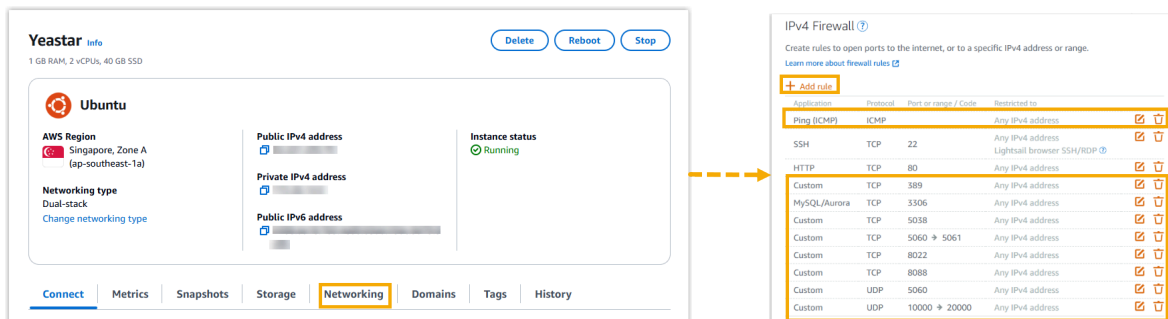 Yeastar Info
Delete Reboot Stop
1 GB RAM, 2 vCPUs, 40 GB SSD
Ubuntu
AWS Region
Singapore, Zone A
(ap-southeast-1a)
Networking type
Dual-stack
Change networking type
Public IPv4 address
Private IPv4 address
Public IPv6 address
Instance status
Running
Connect Metrics Snapshots Storage Networking Domains Tags History
IPv4 Firewall ?
Create rules to open ports to the internet, or to a specific IPv4 address or range.
Learn more about firewall rules
+ Add rule
Application Protocol Port or range / Code Restricted to
Ping (ICMP) ICMP Any IPv4 address
SSH TCP 22 Any IPv4 address
Lightsail browser SSH/RDP ?
HTTP TCP 80 Any IPv4 address
Custom TCP 389 Any IPv4 address
MySQL/Aurora TCP 3306 Any IPv4 address
Custom TCP 5038 Any IPv4 address
Custom TCP 5060 → 5061 Any IPv4 address
Custom TCP 8022 Any IPv4 address
Custom TCP 8088 Any IPv4 address
Custom UDP 5060 Any IPv4 address
Custom UDP 10000 → 20000 Any IPv4 address